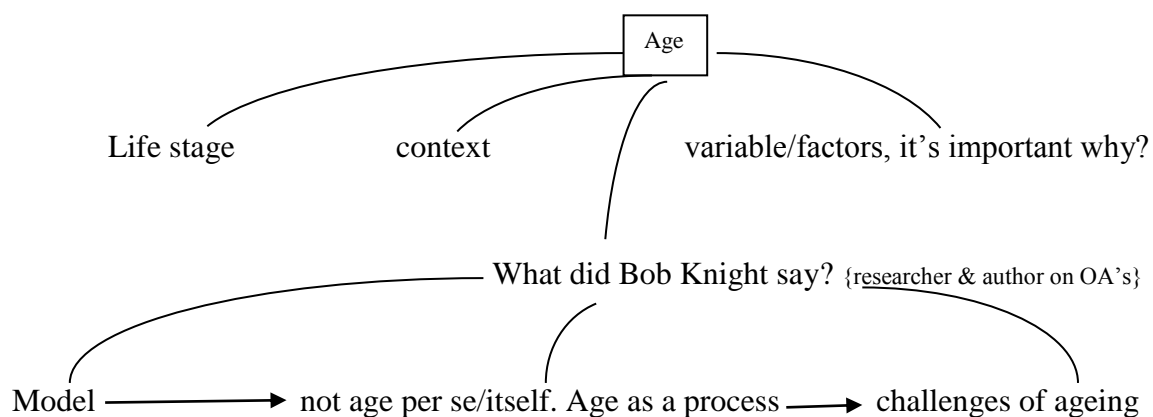 Age
Life stage context variable/factors, it’s important why?
What did Bob Knight say? {researcher & author on OA’s}
Model not age per se/itself. Age as a process challenges of ageing